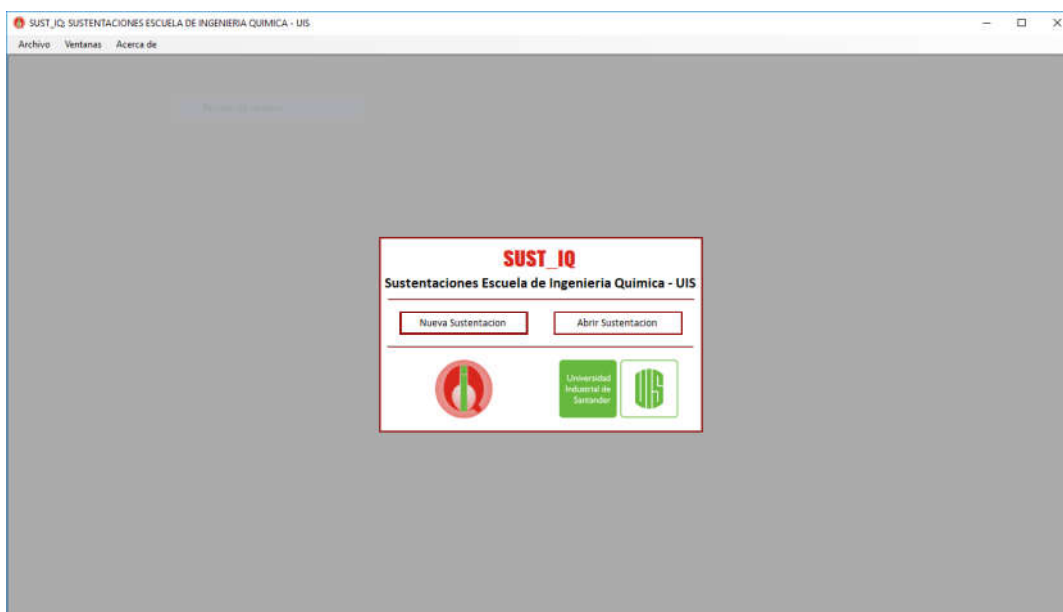 SUST_IQ: SUSTENTACIONES ESCUELA DE INGENIERIA QUIMICA - UIS
Archivo Ventanas Acerca de
SUST_IQ
Sustentaciones Escuela de Ingenieria Quimica - UIS
Nueva Sustentacion Abrir Sustentacion
Universidad
Industrial de
Santander
UIS